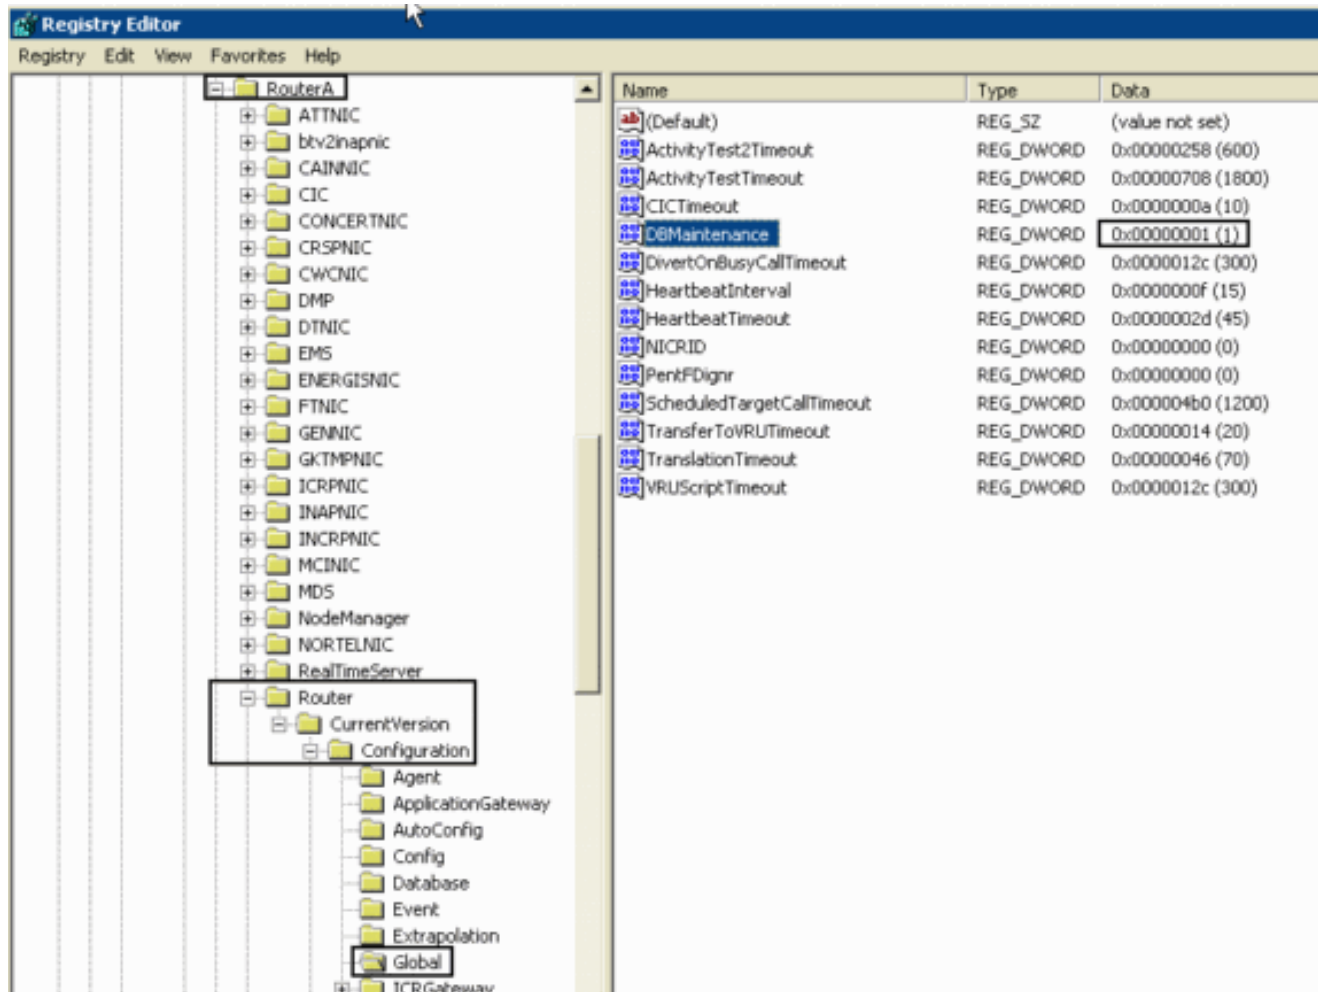 Registry Editor
Registry Edit View Favorites Help
RouterA
ATTNIC
btv2inapnic
CAINNIC
CIC
CONCERTNIC
CRSPNIC
CWCNIC
DMP
DTNIC
EMS
ENERGISNIC
FTNIC
GENNIC
GKTMPNIC
ICRPNIC
INAPNIC
INCRPNIC
MCINIC
MDS
NodeManager
NORTELNIC
RealTimeServer
Router
CurrentVersion
Configuration
Agent
ApplicationGateway
AutoConfig
Config
Database
Event
Extrapolation
Global
ICRGateway
Name Type Data
(Default) REG_SZ (value not set)
ActivityTest2Timeout REG_DWORD 0x00000258 (600)
ActivityTestTimeout REG_DWORD 0x00000708 (1800)
CICTimeout REG_DWORD 0x0000000a (10)
DBMaintenance REG_DWORD 0x00000001 (1)
DivertOnBusyCallTimeout REG_DWORD 0x0000012c (300)
HeartbeatInterval REG_DWORD 0x0000000f (15)
HeartbeatTimeout REG_DWORD 0x0000002d (45)
NICRID REG_DWORD 0x00000000 (0)
PentFDignr REG_DWORD 0x00000000 (0)
ScheduledTargetCallTimeout REG_DWORD 0x000004b0 (1200)
TransferToVRUTimeout REG_DWORD 0x00000014 (20)
TranslationTimeout REG_DWORD 0x00000046 (70)
VRUScriptTimeout REG_DWORD 0x0000012c (300)